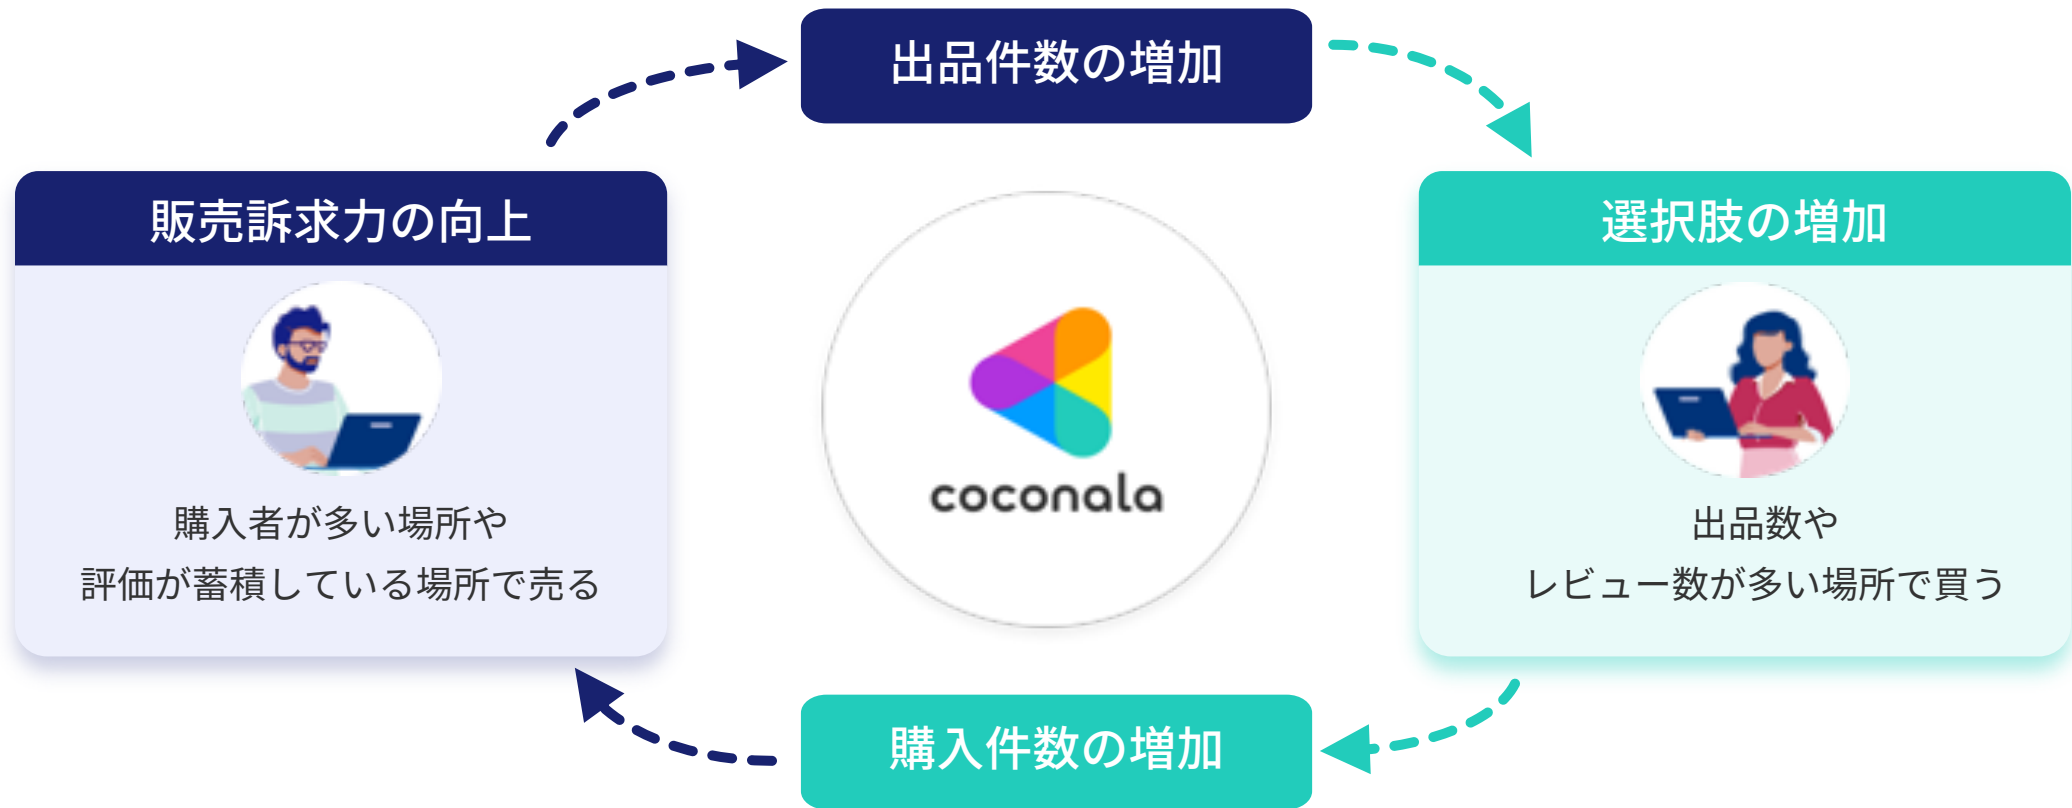 出品件数の増加
販売訴求力の向上
購入者が多い場所や
評価が蓄積している場所で売る
coconala
選択肢の増加
出品数や
レビュー数が多い場所で買う
購入件数の増加